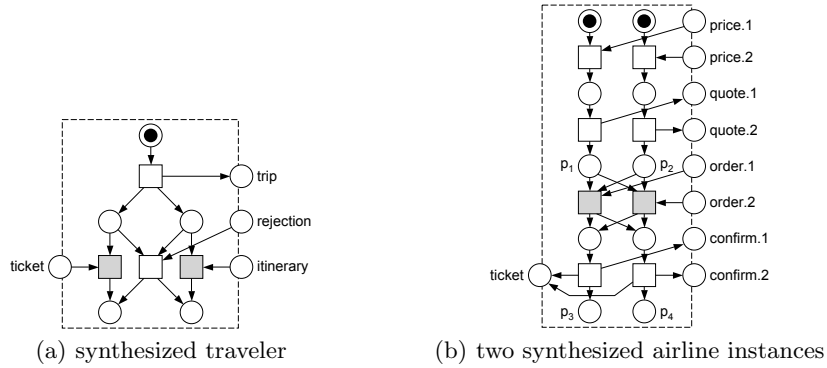 price.1
price.2
quote.1
quote.2
p1 p2 order.1
order.2
confirm.1
ticket confirm.2
p3 p4
trip
rejection
ticket itinerary
(a) synthesized traveler
(b) two synthesized airline instances